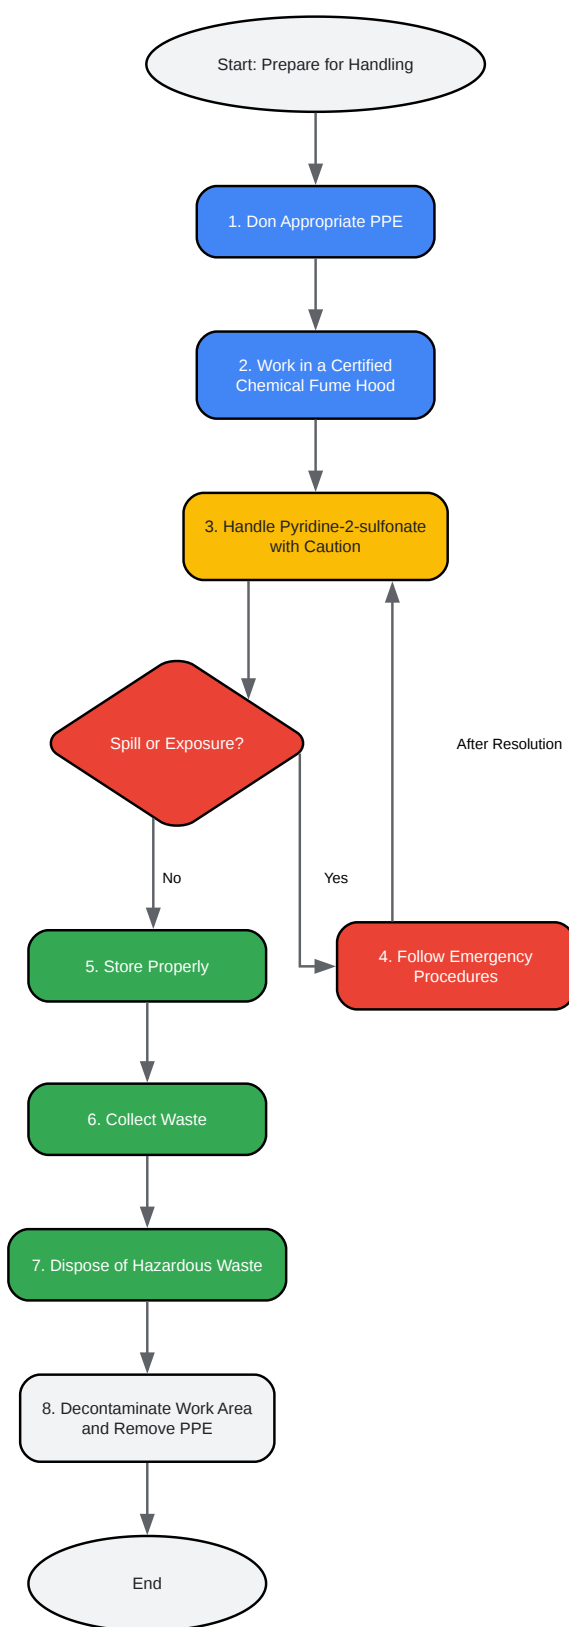 Start: Prepare for Handling
1. Don Appropriate PPE
2. Work in a Certified
Chemical Fume Hood
3. Handle Pyridine-2-sulfonate
with Caution
Spill or Exposure?
After Resolution
No
Yes
4. Follow Emergency
Procedures
5. Store Properly
6. Collect Waste
7. Dispose of Hazardous Waste
8. Decontaminate Work Area
and Remove PPE
End